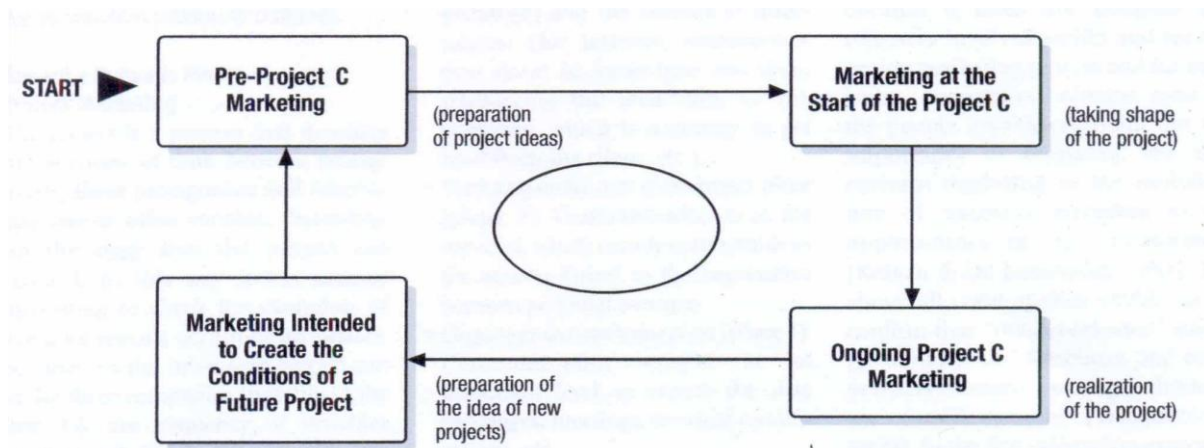 START
Pre-Project C
Marketing
(preparation
of project ideas)
Marketing at the
Start of the Project C
(taking shape
of the project)
Marketing Intended
to Create the
Conditions of a
Future Project
(preparation of
the idea of new
projects)
Ongoing Project C
Marketing
(realization
of the project)